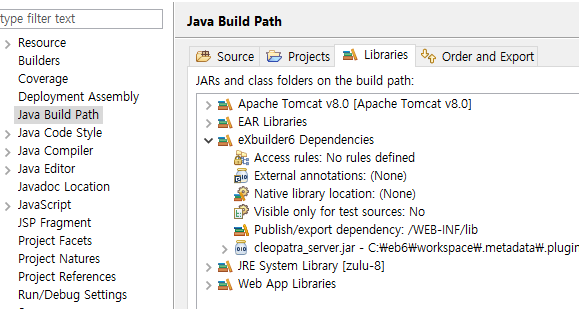 type filter text
Resource
Builders
Coverage
Deployment Assembly
Java Build Path
Java Code Style
Java Compiler
Java Editor
Javadoc Location
JavaScript
JSP Fragment
Project Facets
Project Natures
Project References
Run/Debug Settings
Java Build Path
Source
Projects
Libraries
Order and Export
JARs and class folders on the build path:
Apache Tomcat v8.0 [Apache Tomcat v8.0]
EAR Libraries
eXbuilder6 Dependencies
Access rules: No rules defined
External annotations: (None)
Native library location: (None)
Visible only for test sources: No
Publish/export dependency: /WEB-INF/lib
cleopatra_server.jar - C:₩eb6₩workspace₩.metadata₩.plugin
JRE System Library [zulu-8]
Web App Libraries